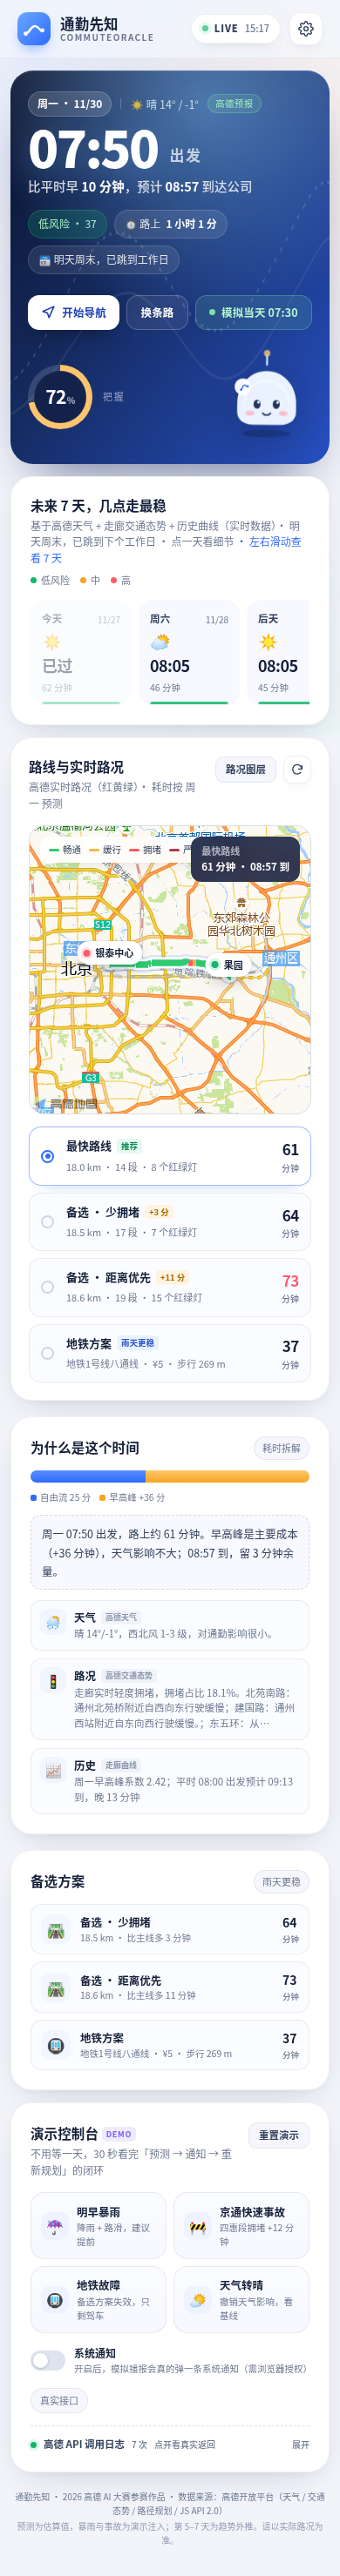 通勤先知
COMMUTEORACLE
LIVE 15:17
周一 · 11/30
晴 14° / -1°
高德预报
07:50 出发
比平时早 10 分钟，预计 08:57 到达公司
低风险 · 37
路上 1 小时 1 分
明天周末，已跳到工作日
开始导航
换条路
模拟当天 07:30
72%
把握
未来 7 天，几点走最稳
基于高德天气 + 走廊交通态势 + 历史曲线（实时数据）· 明
天周末，已跳到下个工作日 · 点一天看细节 · 左右滑动查
看 7 天
低风险 中 高
今天 11/27
已过
62 分钟
周六 11/28
08:05
46 分钟
后天
08:05
45 分钟
路线与实时路况
高德实时路况（红黄绿）· 耗时按 周
一 预测
路况图层
畅通 缓行 拥堵
最快路线
61 分钟 · 08:57 到
东郊森林公
园华北树木园
S12
银泰中心
果园
通州区
北京
G3
高德地图
最快路线 推荐
18.0 km · 14 段 · 8 个红绿灯
61
分钟
备选 · 少拥堵 +3 分
18.5 km · 17 段 · 7 个红绿灯
64
分钟
备选 · 距离优先 +11 分
18.6 km · 19 段 · 15 个红绿灯
73
分钟
地铁方案 雨天更稳
地铁1号线八通线 · ¥5 · 步行 269 m
37
分钟
为什么是这个时间
耗时拆解
自由流 25 分 早高峰 +36 分
周一 07:50 出发，路上约 61 分钟。早高峰是主要成本
（+36 分钟），天气影响不大；08:57 到，留 3 分钟余
量。
天气 高德天气
晴 14°/-1°，西北风 1-3 级，对通勤影响很小。
路况 高德交通态势
走廊实时轻度拥堵，拥堵占比 18.1%。北苑南路：
通州北苑桥附近自西向东行驶缓慢；建国路：通州
西站附近自东向西行驶缓慢。；东五环：从…
历史 走廊曲线
周一早高峰系数 2.42；平时 08:00 出发预计 09:13
到，晚 13 分钟
备选方案
雨天更稳
备选 · 少拥堵
18.5 km · 比主线多 3 分钟
64
分钟
备选 · 距离优先
18.6 km · 比主线多 11 分钟
73
分钟
地铁方案
地铁1号线八通线 · ¥5 · 步行 269 m
37
分钟
演示控制台 DEMO
不用等一天，30 秒看完「预测 → 通知 → 重
新规划」的闭环
重置演示
明早暴雨
降雨 + 路滑，建议
提前
京通快速事故
四惠段拥堵 +12 分
钟
地铁故障
备选方案失效，只
剩驾车
天气转晴
撤销天气影响，看
基线
系统通知
开启后，模拟播报会真的弹一条系统通知（需浏览器授权）
真实接口
高德 API 调用日志 7 次 点开看真实返回 展开
通勤先知 · 2026 高德 AI 大赛参赛作品 · 数据来源：高德开放平台（天气 / 交通
态势 / 路径规划 / JS API 2.0）
预测为估算值，暴雨与事故为演示注入；第 5–7 天为趋势外推。请以实际路况为
准。